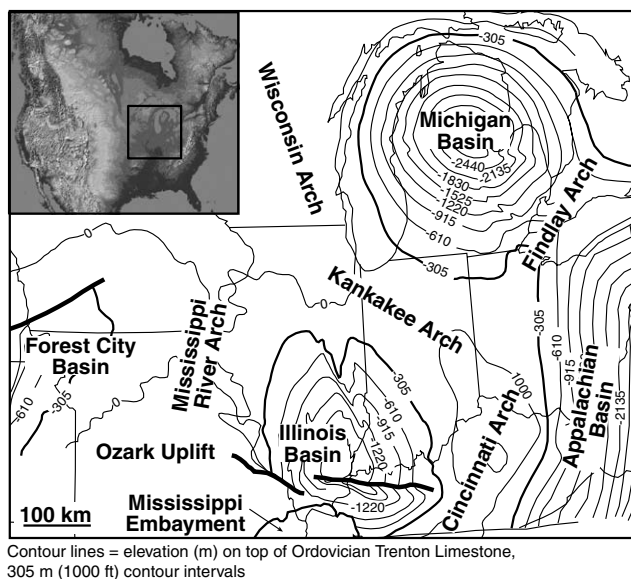 -305
Wisconsin Arch
Michigan
Basin
-2440
-2135
-1830
-1525
-1220
-915
-610
-305
Findlay Arch
0
0
Kankakee Arch
Mississippi
River Arch
Forest City
Basin
-610
-305
0
-305
-610
-915
-1220
Illinois
Basin
1000
-305
-610
-915
-2135
Appalachian
Basin
Cincinnati Arch
Ozark Uplift
-1220
Mississippi
Embayment
100 km
Contour lines = elevation (m) on top of Ordovician Trenton Limestone,
305 m (1000 ft) contour intervals